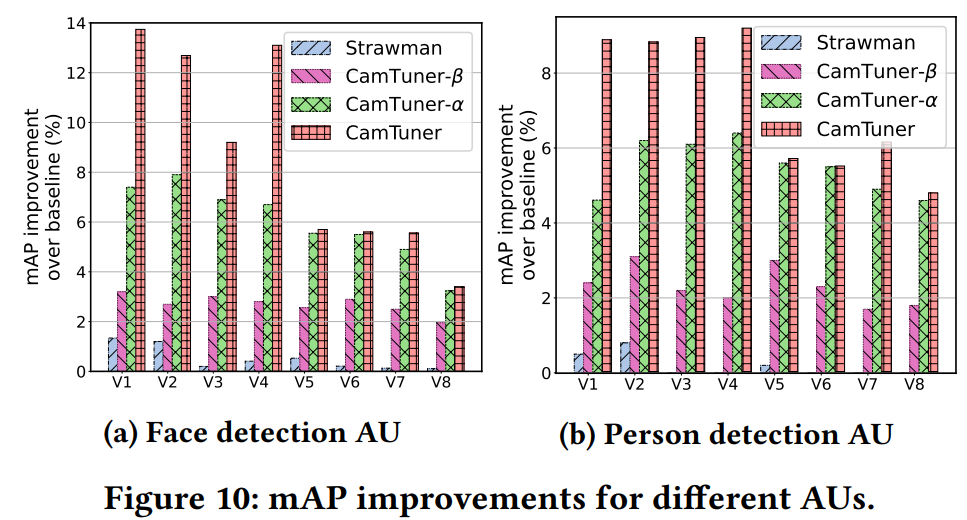 mAP improvement
over baseline (%)
14
12
10
8
6
4
2
0
Strawman
CamTuner-β
CamTuner-α
CamTuner
V1 V2 V3 V4 V5 V6 V7 V8
(a) Face detection AU
mAP improvement
over baseline (%)
8
6
4
2
0
Strawman
CamTuner-β
CamTuner-α
CamTuner
V1 V2 V3 V4 V5 V6 V7 V8
(b) Person detection AU
Figure 10: mAP improvements for different AUs.